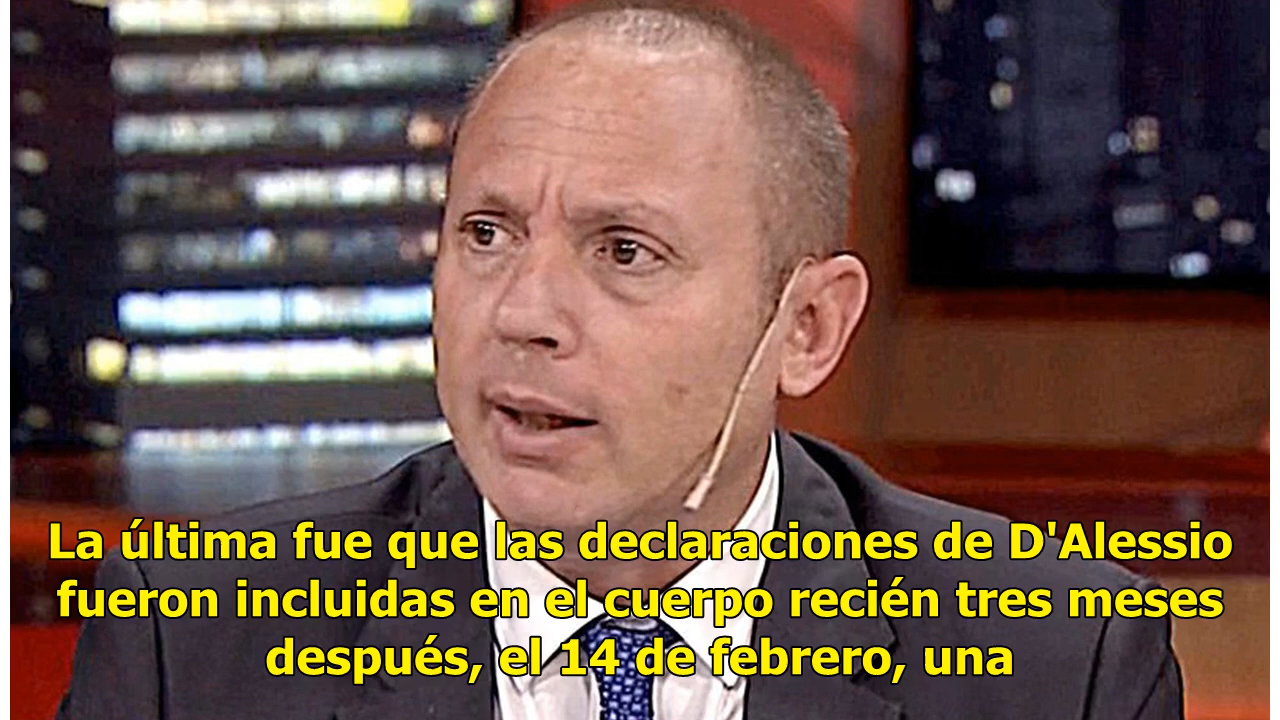 La última fue que las declaraciones de D'Alessio
fueron incluidas en el cuerpo recién tres meses
después, el 14 de febrero, una